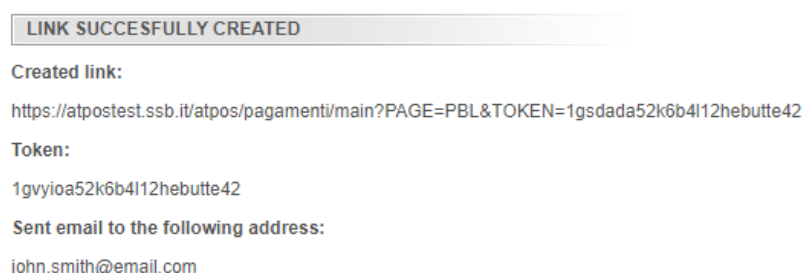 LINK SUCCESFULLY CREATED
Created link:
https://atpostest.ssb.it/atpos/pagamenti/main?PAGE=PBL&TOKEN=1gsdada52k6b4l12hebutte42
Token:
1gvyioa52k6b4l12hebutte42
Sent email to the following address:
john.smith@email.com